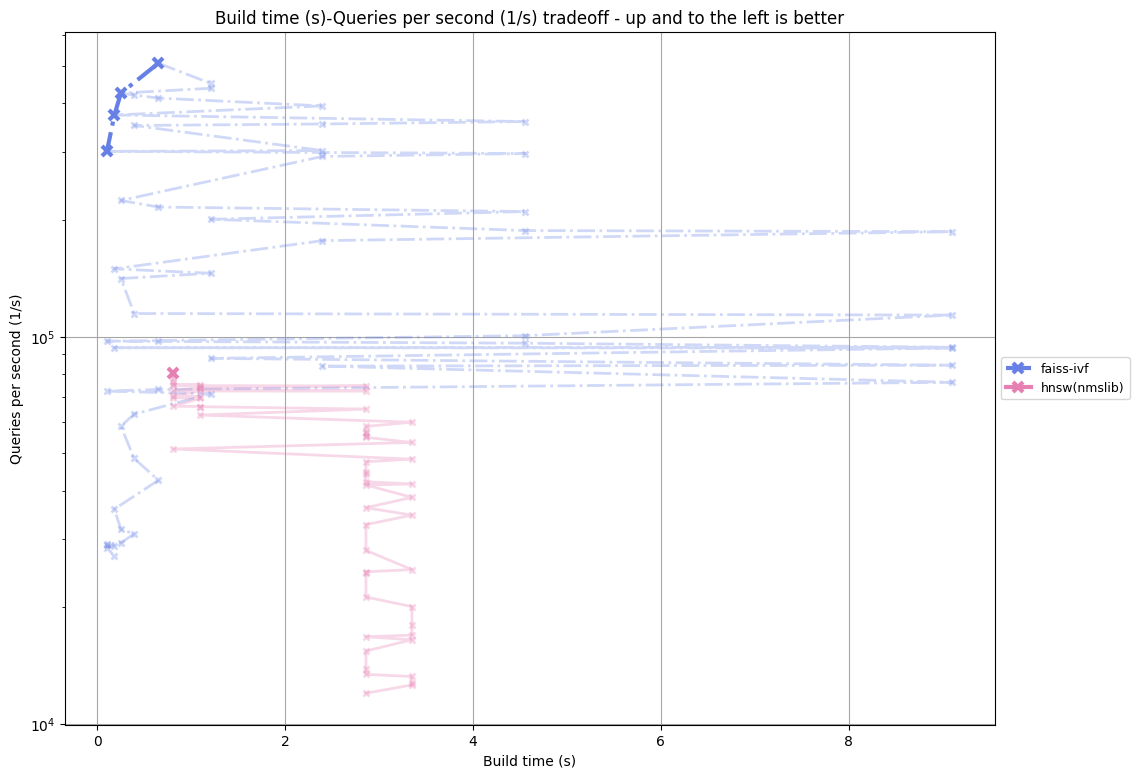 Build time (s)-Queries per second (1/s) tradeoff - up and to the left is better
Queries per second (1/s)
10^5
10^4
0 2 4 6 8
Build time (s)
faiss-ivf
hnsw(nmslib)